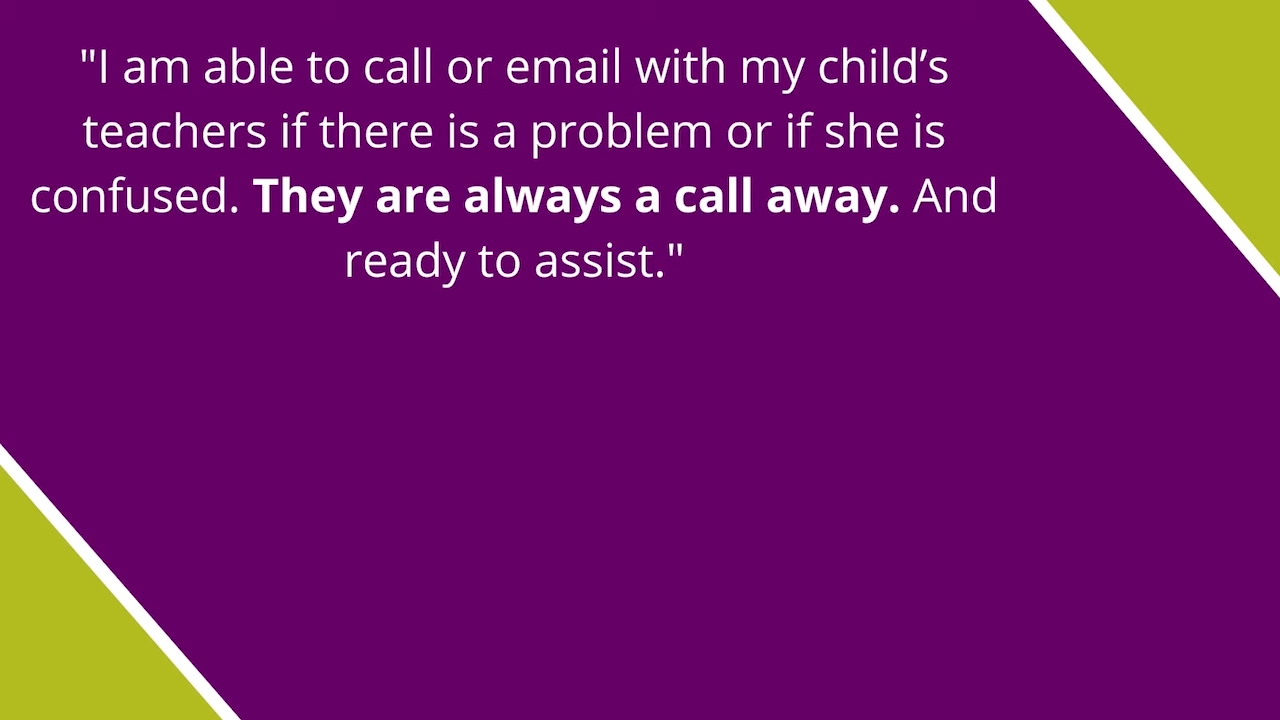 "I am able to call or email with my child’s
teachers if there is a problem or if she is
confused. They are always a call away. And
ready to assist."